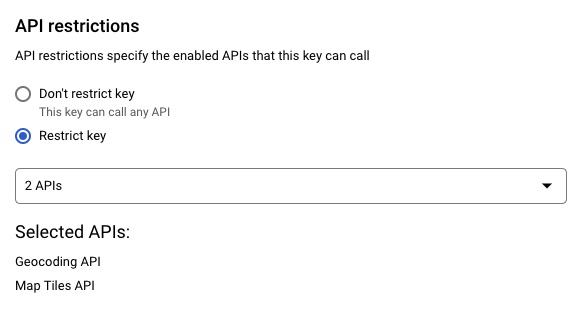 API restrictions
API restrictions specify the enabled APIs that this key can call
Don't restrict key
This key can call any API
Restrict key
2 APIs
Selected APIs:
Geocoding API
Map Tiles API